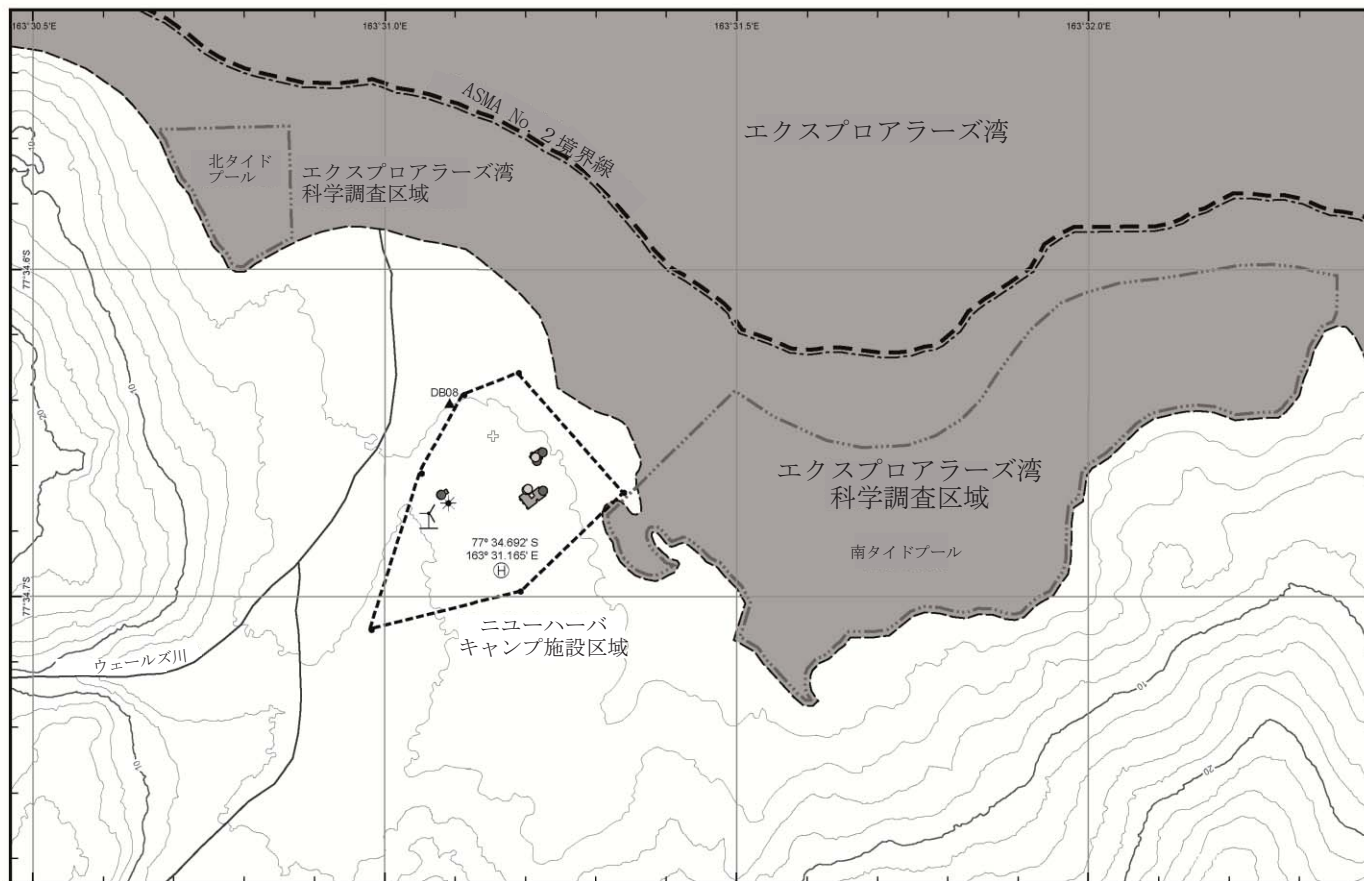 163°30.5'E
163°31.0'E
163°31.5'E
163°32.0'E
ASMA No. 2境界線
エクスプロアラーズ湾
北タイド
プール
エクスプロアラーズ湾
科学調査区域
10
77°34.6'S
10
20
DB08
エクスプロアラーズ湾
科学調査区域
南タイドプール
77° 34.692' S
163° 31.165' E
H
77°34.7'S
ニユーハーバ
キャンプ施設区域
ウェールズ川
10
10
20